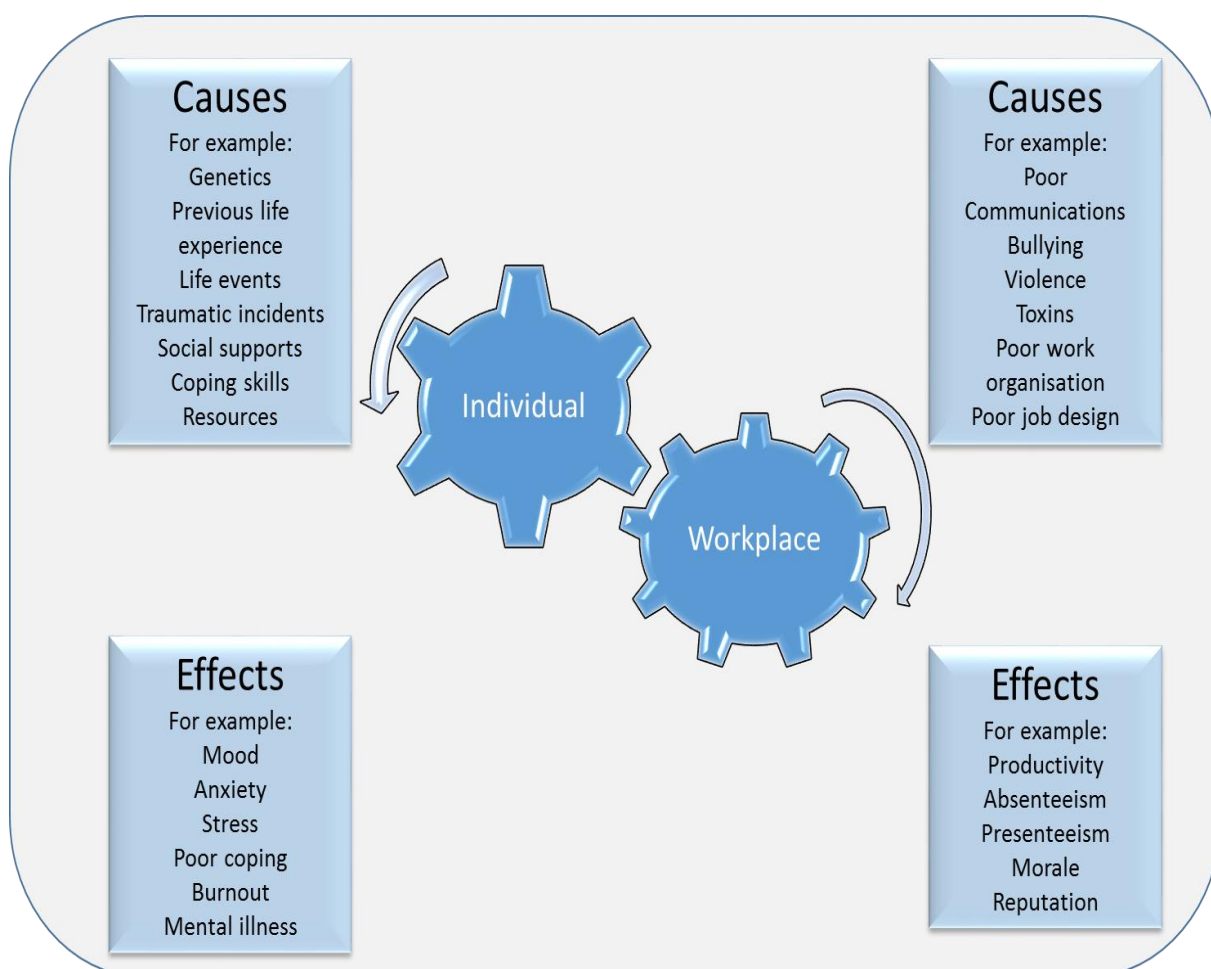 Causes
For example:
Genetics
Previous life
experience
Life events
Traumatic incidents
Social supports
Coping skills
Resources
Causes
For example:
Poor
Communications
Bullying
Violence
Toxins
Poor work
organisation
Poor job design
Individual
Workplace
Effects
For example:
Mood
Anxiety
Stress
Poor coping
Burnout
Mental illness
Effects
For example:
Productivity
Absenteeism
Presenteeism
Morale
Reputation